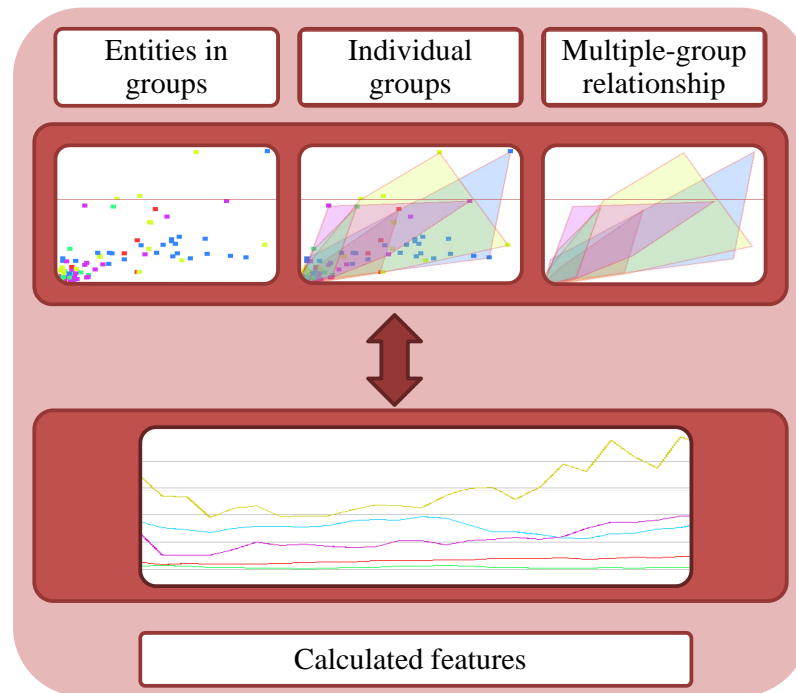 Entities in
groups
Individual
groups
Multiple-group
relationship
Calculated features